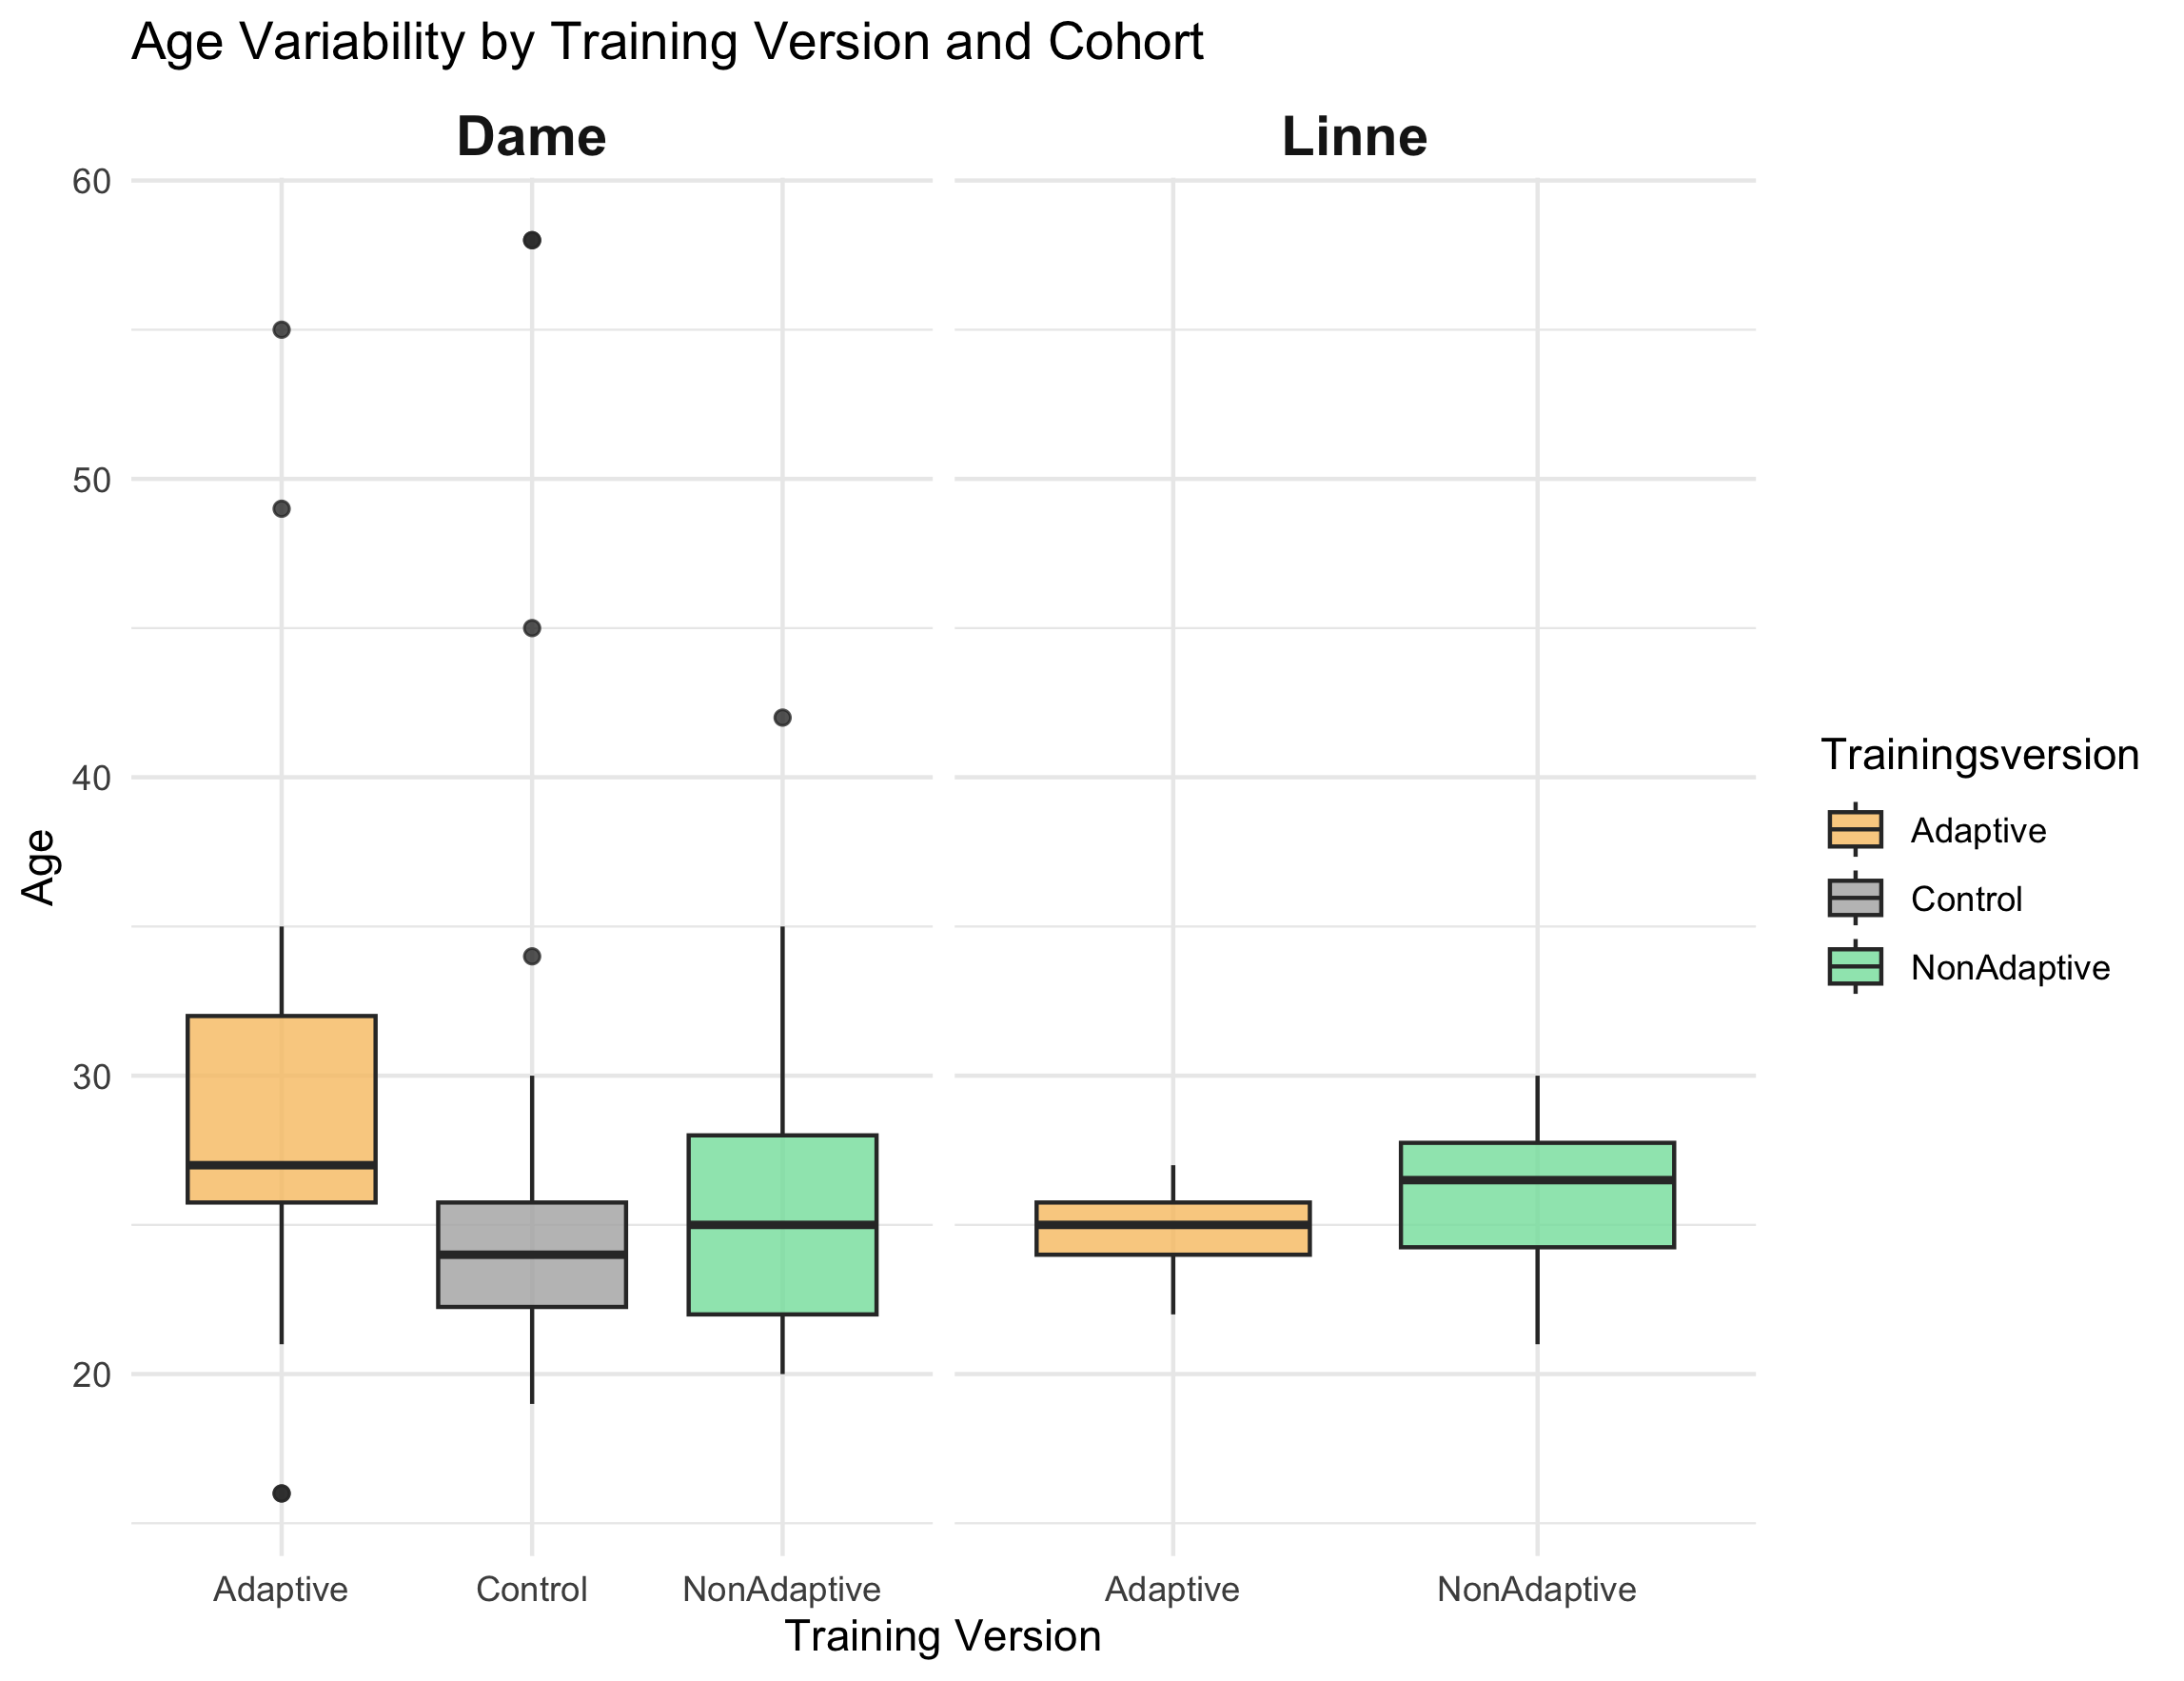 Age Variability by Training Version and Cohort
Dame
Linne
60
50
40
30
20
Age
Adaptive
Control
NonAdaptive
Adaptive
NonAdaptive
Training Version
Trainingsversion
Adaptive
Control
NonAdaptive